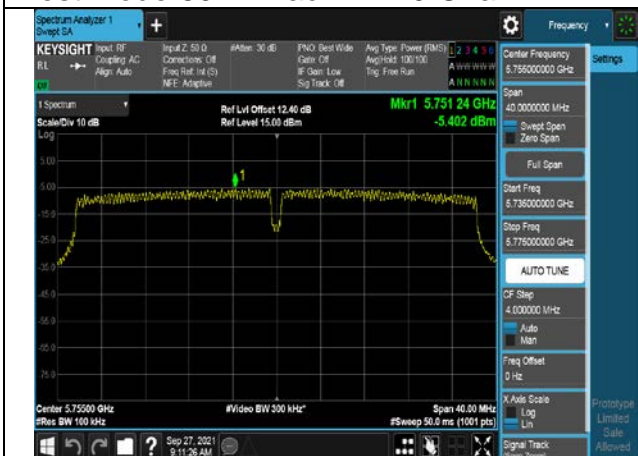 Spectrum Analyzer 1
Swept SA
+
Frequency
KEYSIGHT
RL
Input: RF
Coupling: AC
Align: Auto
Input Z: 50 Ω
Corrections: Off
Freq Ref: Int (S)
NFE: Adaptive
#Atten: 30 dB
PNO: Best Wide
Gate: Off
IF Gain: Low
Sig Track: Off
Avg Type: Power (RMS)
Avg|Hold: 100/100
Trig: Free Run
1 2 3 4 5 6
A W W W W W
A N N N N N
1 Spectrum
Scale/Div 10 dB
Log
Ref Lvl Offset 12.40 dB
Ref Level 15.00 dBm
Mkr1 5.751 24 GHz
-5.402 dBm
5.00
-5.00
-15.0
-25.0
-35.0
-45.0
-55.0
-65.0
-75.0
1
Center 5.75500 GHz
#Res BW 100 kHz
#Video BW 300 kHz*
Span 40.00 MHz
#Sweep 50.0 ms (1001 pts)
Center Frequency
5.755000000 GHz
Settings
Span
40.0000000 MHz
Swept Span
Zero Span
Full Span
Start Freq
5.735000000 GHz
Stop Freq
5.775000000 GHz
AUTO TUNE
CF Step
4.000000 MHz
Auto
Man
Freq Offset
0 Hz
X Axis Scale
Log
Lin
Signal Track
Prototype
Limited
Sale
Allowed
?
Sep 27, 2021
9:11:26 AM